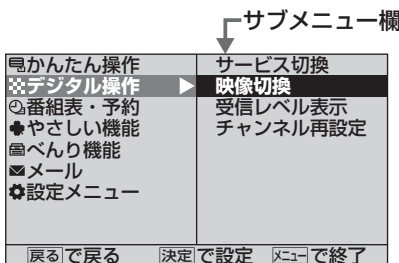 サブメニュー欄
かんたん操作
デジタル操作
番組表・予約
やさしい機能
べんり機能
メール
設定メニュー
サービス切換
映像切換
受信レベル表示
チャンネル再設定
戻るで戻る 決定で設定 メニューで終了